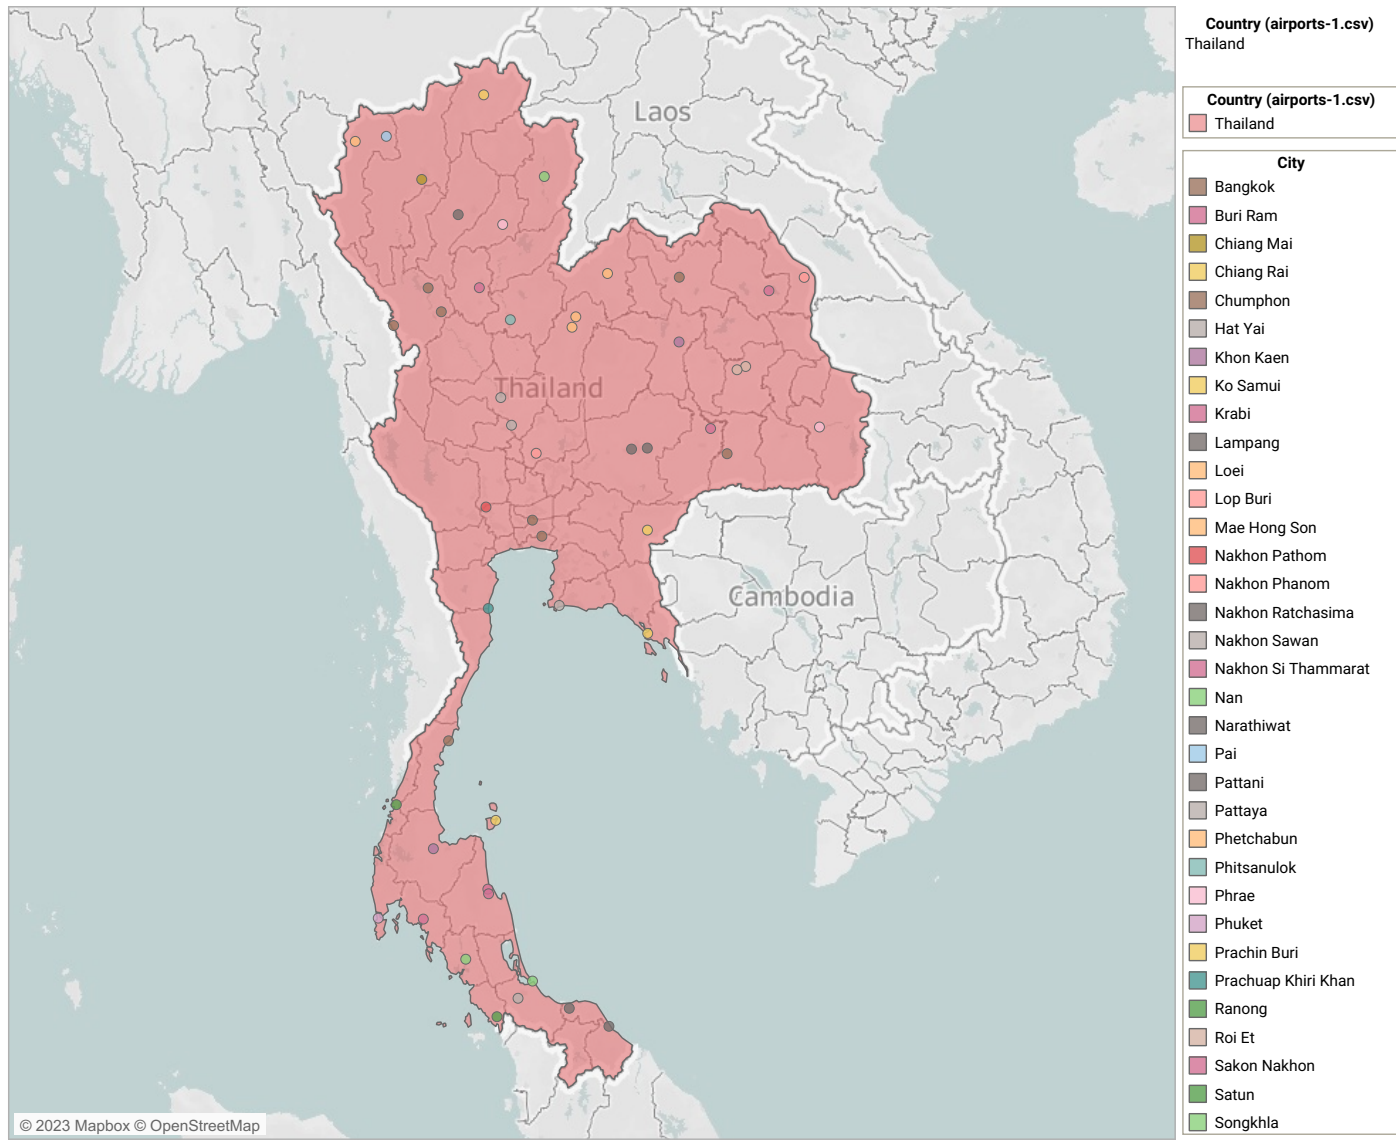 Laos
Thailand
Cambodia
© 2023 Mapbox © OpenStreetMap
Country (airports-1.csv)
Thailand
Country (airports-1.csv)
Thailand
City
Bangkok
Buri Ram
Chiang Mai
Chiang Rai
Chumphon
Hat Yai
Khon Kaen
Ko Samui
Krabi
Lampang
Loei
Lop Buri
Mae Hong Son
Nakhon Pathom
Nakhon Phanom
Nakhon Ratchasima
Nakhon Sawan
Nakhon Si Thammarat
Nan
Narathiwat
Pai
Pattani
Pattaya
Phetchabun
Phitsanulok
Phrae
Phuket
Prachin Buri
Prachuap Khiri Khan
Ranong
Roi Et
Sakon Nakhon
Satun
Songkhla